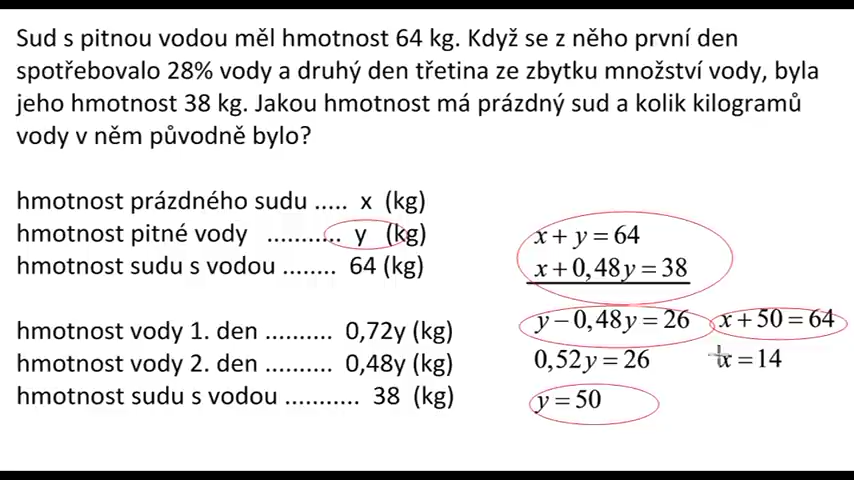 Sud s pitnou vodou měl hmotnost 64 kg. Když se z něho první den
spotřebovalo 28% vody a druhý den třetina ze zbytku množství vody, byla
jeho hmotnost 38 kg. Jakou hmotnost má prázdný sud a kolik kilogramů
vody v něm původně bylo?
hmotnost prázdného sudu ..... x (kg)
hmotnost pitné vody ........... y (kg)
hmotnost sudu s vodou ........ 64 (kg)
hmotnost vody 1. den .......... 0,72y (kg)
hmotnost vody 2. den .......... 0,48y (kg)
hmotnost sudu s vodou ........... 38 (kg)
x + y = 64
x + 0,48y = 38
y − 0,48y = 26 x + 50 = 64
0,52y = 26 x = 14
y = 50